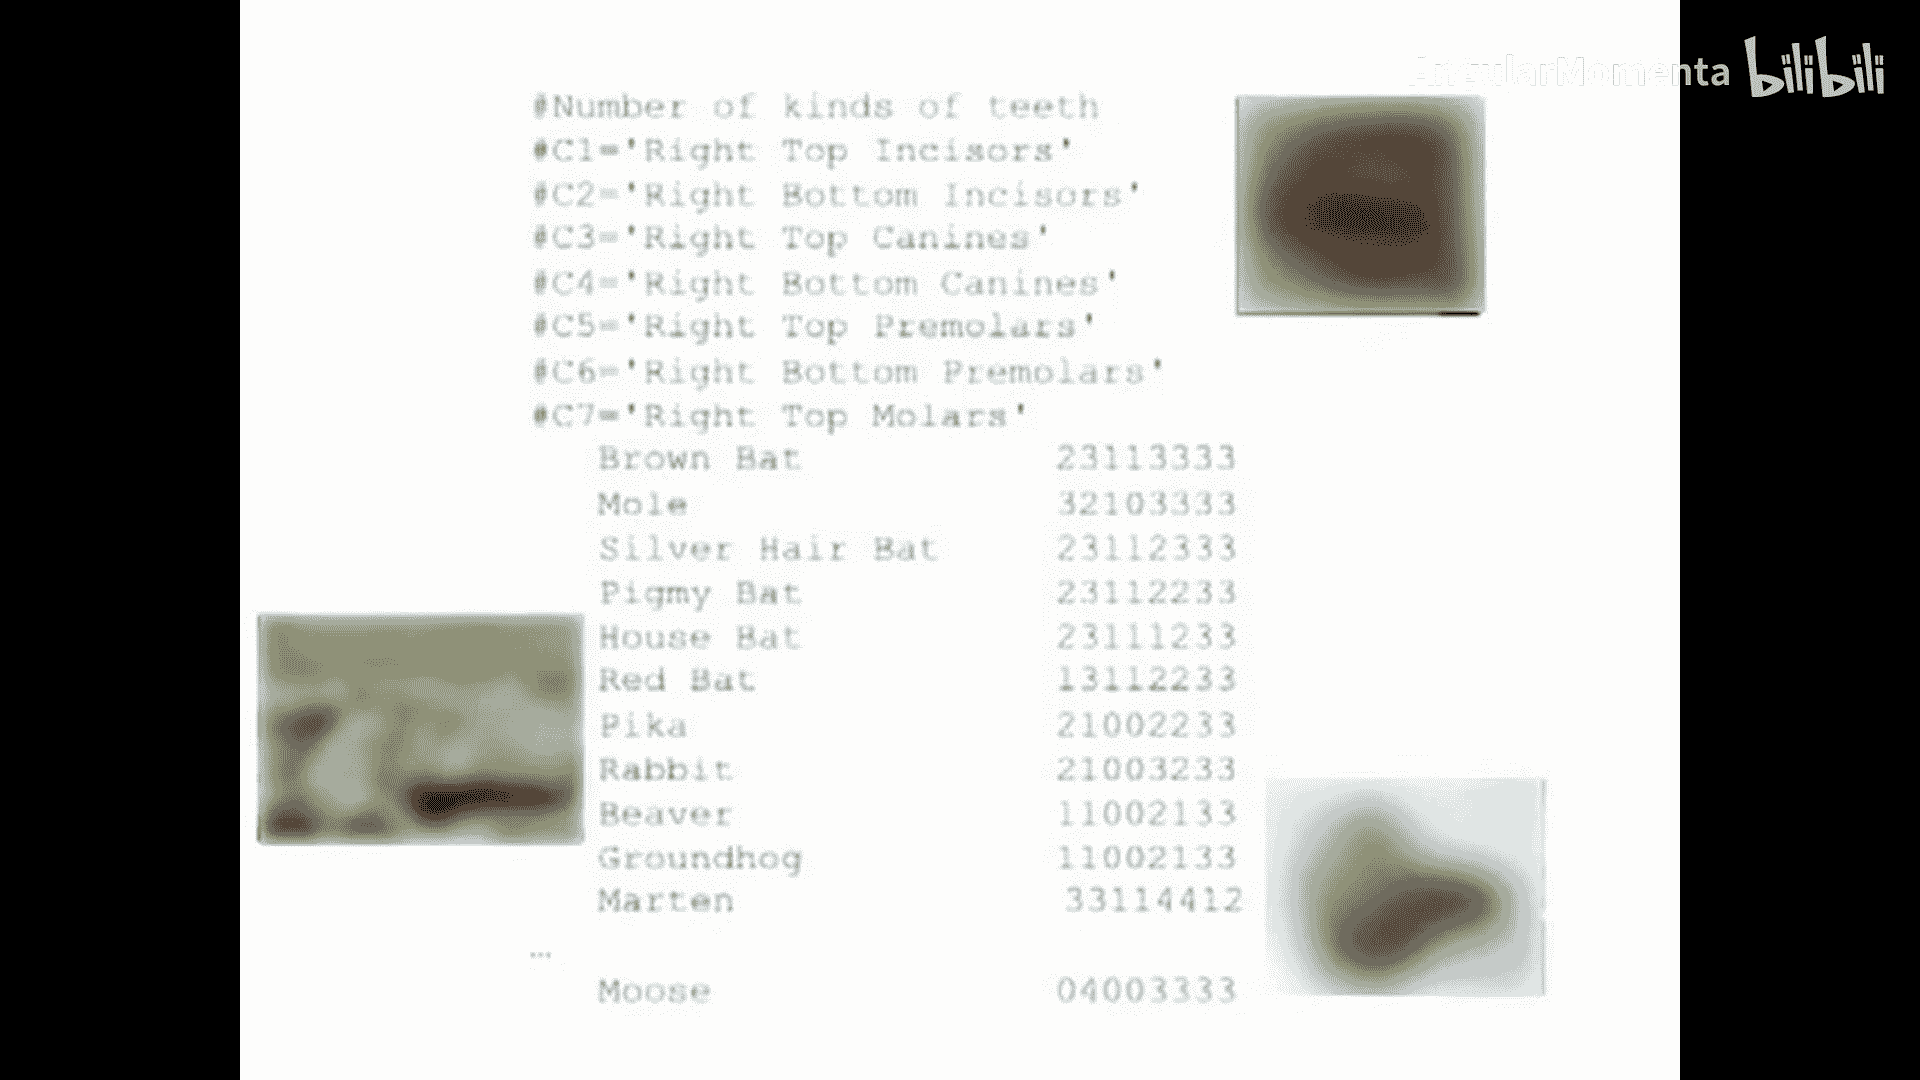 #Number of kinds of teeth
#C1='Right Top Incisors'
#C2='Right Bottom Incisors'
#C3='Right Top Canines'
#C4='Right Bottom Canines'
#C5='Right Top Premolars'
#C6='Right Bottom Premolars'
#C7='Right Top Molars'
Brown Bat 23113333
Mole 32103333
Silver Hair Bat 23112333
Pigmy Bat 23112233
House Bat 23111233
Red Bat 13112233
Pika 21002233
Rabbit 21003233
Beaver 11002133
Groundhog 11002133
Marten 33114412
…
Moose 04003333
bilibili